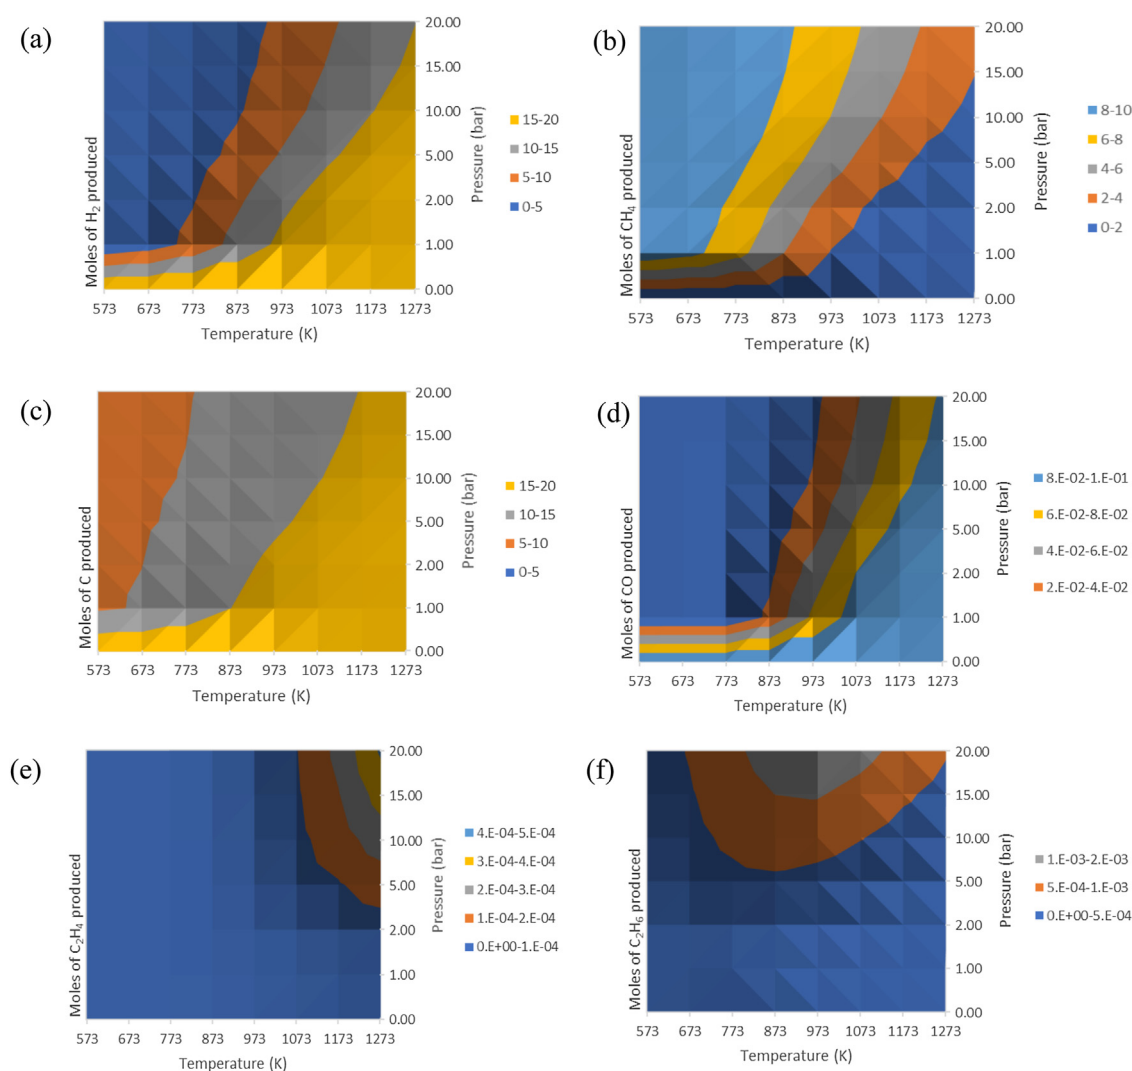 (a)
Moles of H₂ produced
20.00
15.00
10.00
5.00
2.00
1.00
0.00
Pressure (bar)
573 673 773 873 973 1073 1173 1273
Temperature (K)
15-20
10-15
5-10
0-5
(b)
Moles of CH₄ produced
20.00
15.00
10.00
5.00
2.00
1.00
0.00
Pressure (bar)
573 673 773 873 973 1073 1173 1273
Temperature (K)
8-10
6-8
4-6
2-4
0-2
(c)
Moles of C produced
20.00
15.00
10.00
5.00
2.00
1.00
0.00
Pressure (bar)
573 673 773 873 973 1073 1173 1273
Temperature (K)
15-20
10-15
5-10
0-5
(d)
Moles of CO produced
20.00
15.00
10.00
5.00
2.00
1.00
0.00
Pressure (bar)
573 673 773 873 973 1073 1173 1273
Temperature (K)
8.E-02-1.E-01
6.E-02-8.E-02
4.E-02-6.E-02
2.E-02-4.E-02
(e)
Moles of C₂H₄ produced
20.00
15.00
10.00
5.00
2.00
1.00
0.00
Pressure (bar)
573 673 773 873 973 1073 1173 1273
Temperature (K)
4.E-04-5.E-04
3.E-04-4.E-04
2.E-04-3.E-04
1.E-04-2.E-04
0.E+00-1.E-04
(f)
Moles of C₂H₆ produced
20.00
15.00
10.00
5.00
2.00
1.00
0.00
Pressure (bar)
573 673 773 873 973 1073 1173 1273
Temperature (K)
1.E-03-2.E-03
5.E-04-1.E-03
0.E+00-5.E-04